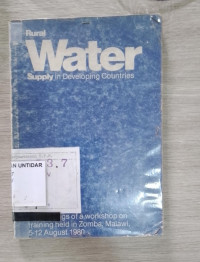 Rural
Water
Supply in Developing Countries
N UNTIDAR
3.7
gs of a workshop on
training held in Zomba, Malawi,
5-12 August 1980